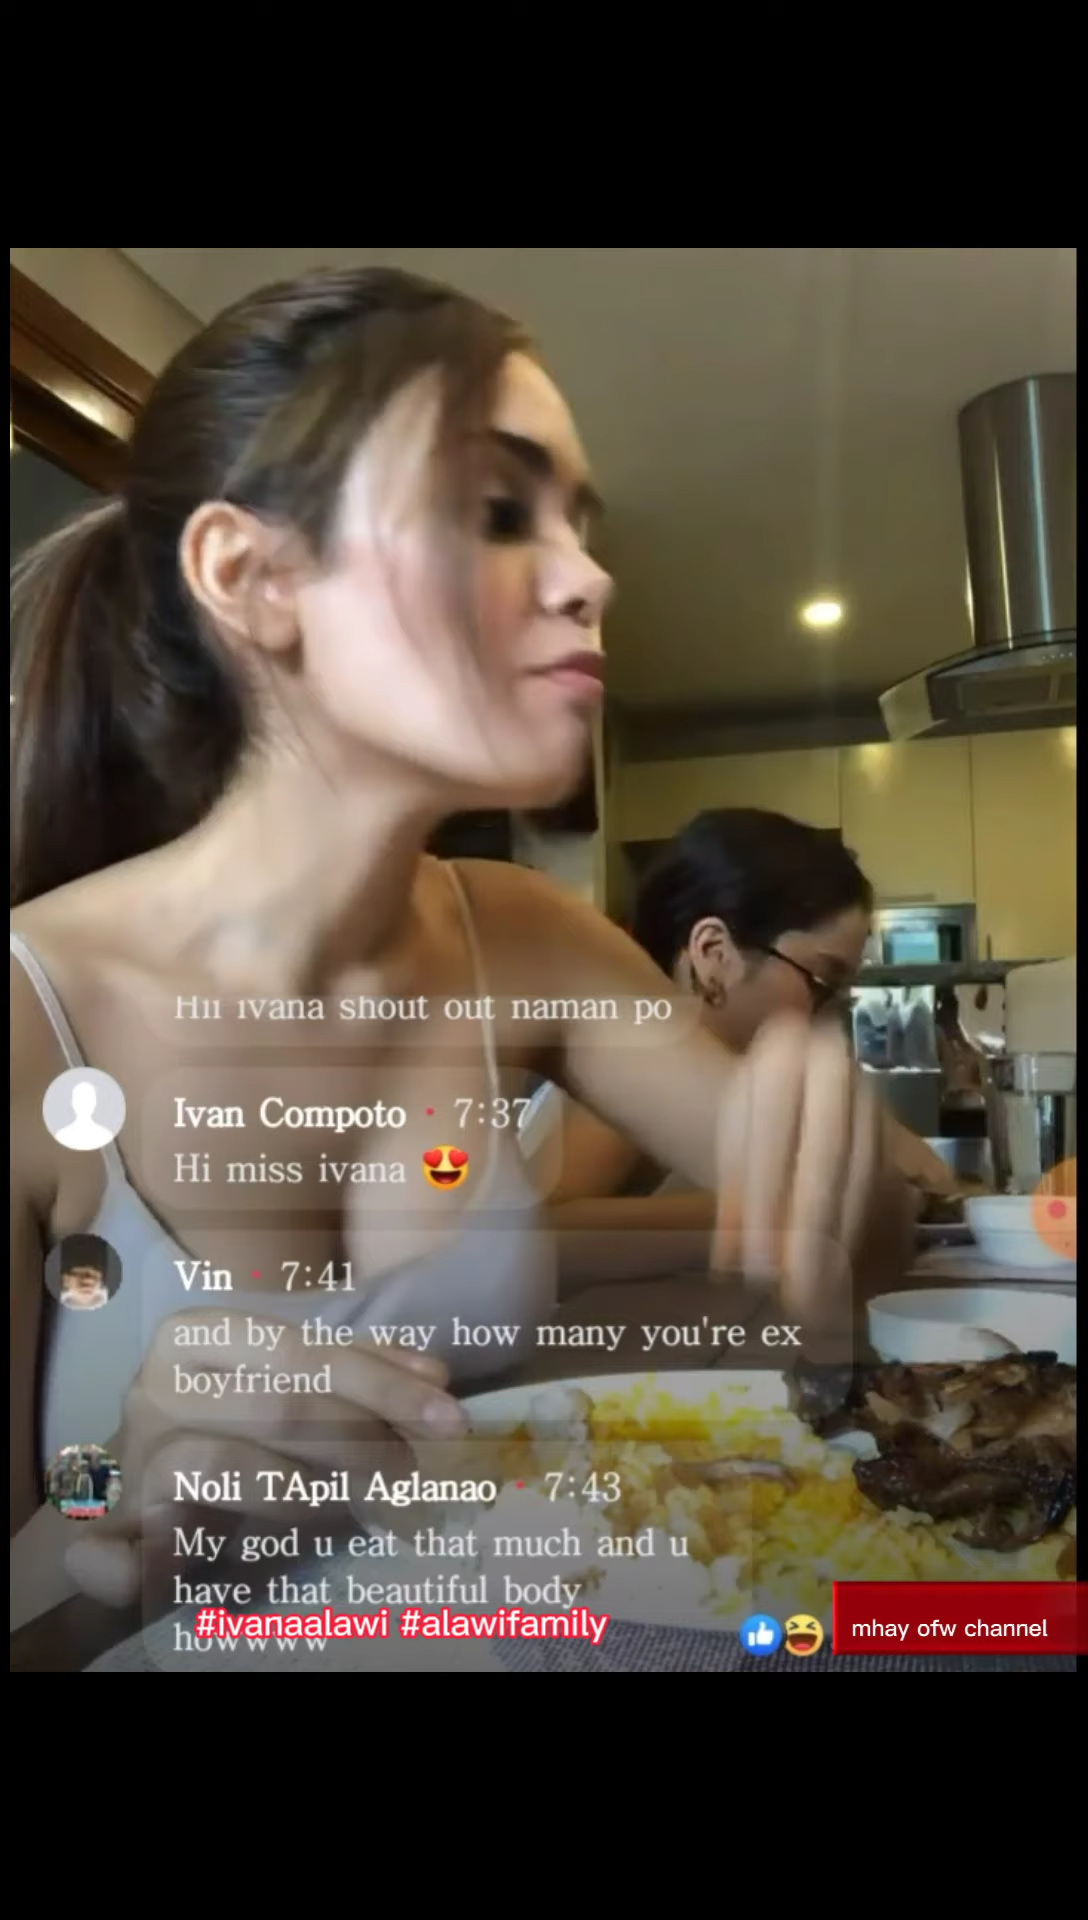 Hii ivana shout out naman po
Ivan Compoto • 7:37
Hi miss ivana 😍
Vin • 7:41
and by the way how many you're ex
boyfriend
Noli TApil Aglanao • 7:43
My god u eat that much and u
have that beautiful body
howwww
#ivanaalawi #alawifamily
mhay ofw channel